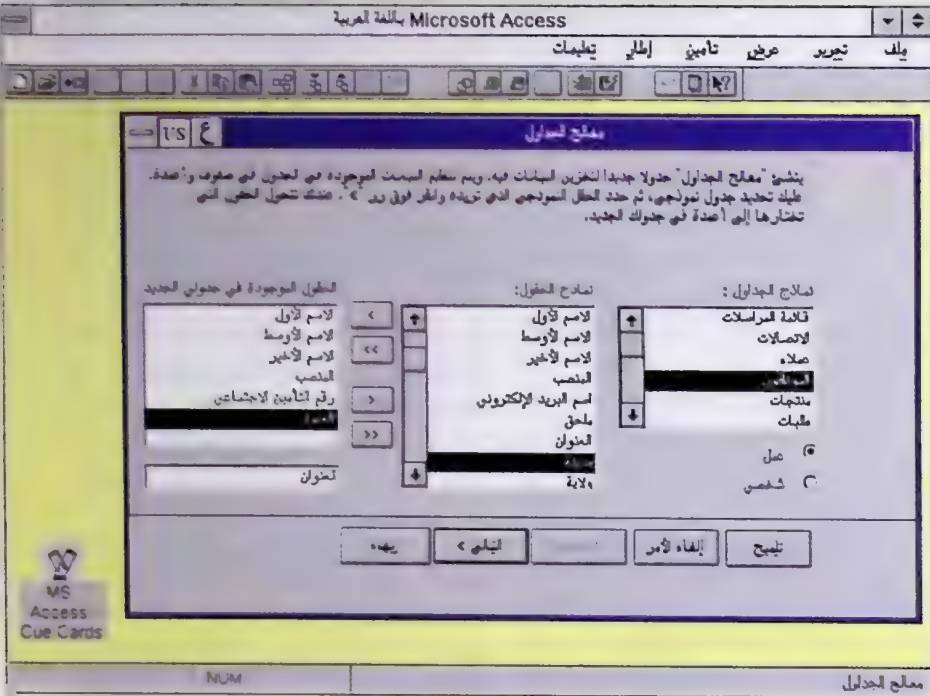 Microsoft Access باللغة العربية
ملف تحرير عرض تأمين إطار تعليمات
معالج الجداول
ع US
ينشئ "معالج الجداول" جدولا جديدا لتخزين البيانات فيه. ويتم تنظيم البيانات الموجودة في الجدول في صفوف وأعمدة.
عليك تحديد جدول نموذجي، ثم حدد الحقل النموذجي الذي تريده وانقر فوق زر > . عندئذ تتحول الحقول التي
تختارها إلى أعمدة في جدولك الجديد.
نماذج الجداول :
قائمة المراسلات
الاتصالات
عملاء
الموظفون
منتجات
طلبات
عمل
شخصي
نماذج الحقول:
الاسم الأول
الاسم الأوسط
الاسم الأخير
المنصب
اسم البريد الإلكتروني
ملحق
العنوان
ولاية
<
<<
>
>>
الحقول الموجودة في جدولي الجديد
الاسم الأول
الاسم الأوسط
الاسم الأخير
المنصب
رقم التأمين الاجتماعي
العنوان
لعنوان
تلميح
إلغاء الأمر
التالي >
إنهاء
MS
Access
Cue Cards
NUM
معالج الجداول